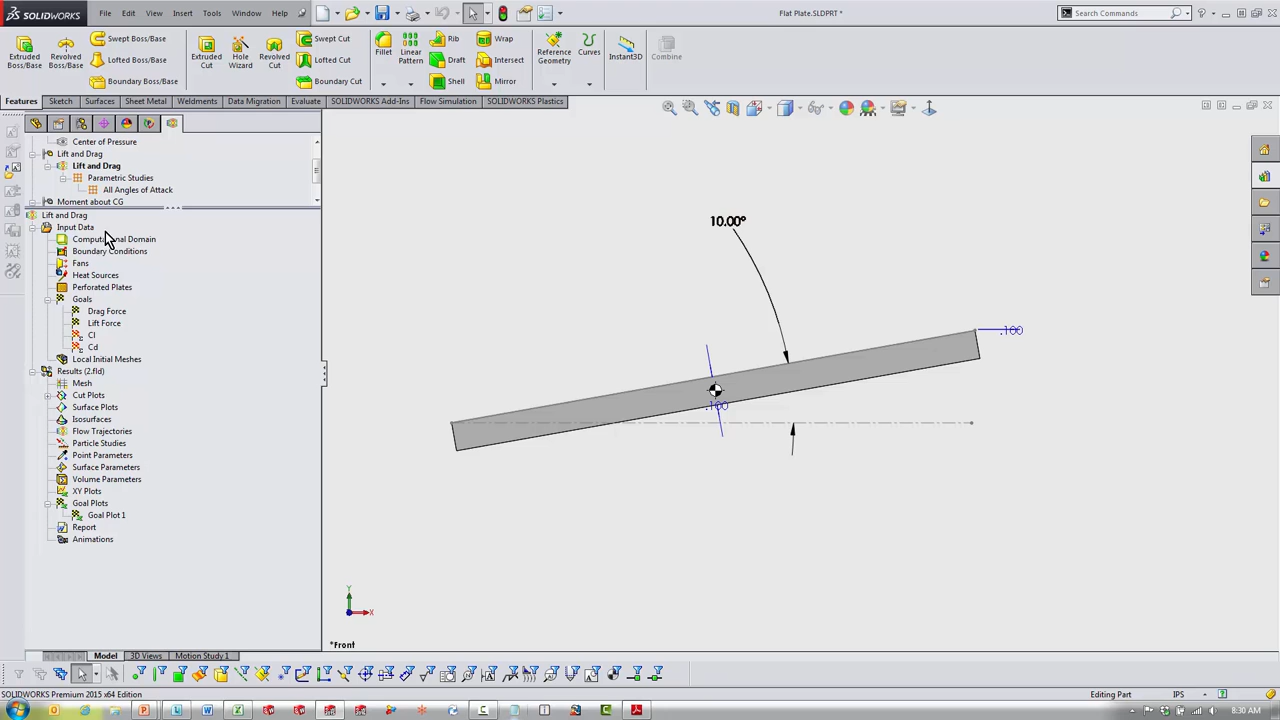 SOLIDWORKS
File Edit View Insert Tools Window Help
Flat Plate.SLDPRT *
Search Commands
Extruded Boss/Base
Revolved Boss/Base
Swept Boss/Base
Lofted Boss/Base
Boundary Boss/Base
Extruded Cut
Hole Wizard
Revolved Cut
Swept Cut
Lofted Cut
Boundary Cut
Fillet
Linear Pattern
Rib
Draft
Shell
Wrap
Intersect
Mirror
Reference Geometry
Curves
Instant3D
Combine
Features Sketch Surfaces Sheet Metal Weldments Data Migration Evaluate SOLIDWORKS Add-Ins Flow Simulation SOLIDWORKS Plastics
Center of Pressure
Lift and Drag
Lift and Drag
Parametric Studies
All Angles of Attack
Moment about CG
Lift and Drag
Input Data
Computational Domain
Boundary Conditions
Fans
Heat Sources
Perforated Plates
Goals
Drag Force
Lift Force
Cl
Cd
Local Initial Meshes
Results (2.fld)
Mesh
Cut Plots
Surface Plots
Isosurfaces
Flow Trajectories
Particle Studies
Point Parameters
Surface Parameters
Volume Parameters
XY Plots
Goal Plots
Goal Plot 1
Report
Animations
10.00°
.100
.100
Y
X
*Front
Model 3D Views Motion Study 1
SOLIDWORKS Premium 2015 x64 Edition
Editing Part
IPS
8:30 AM